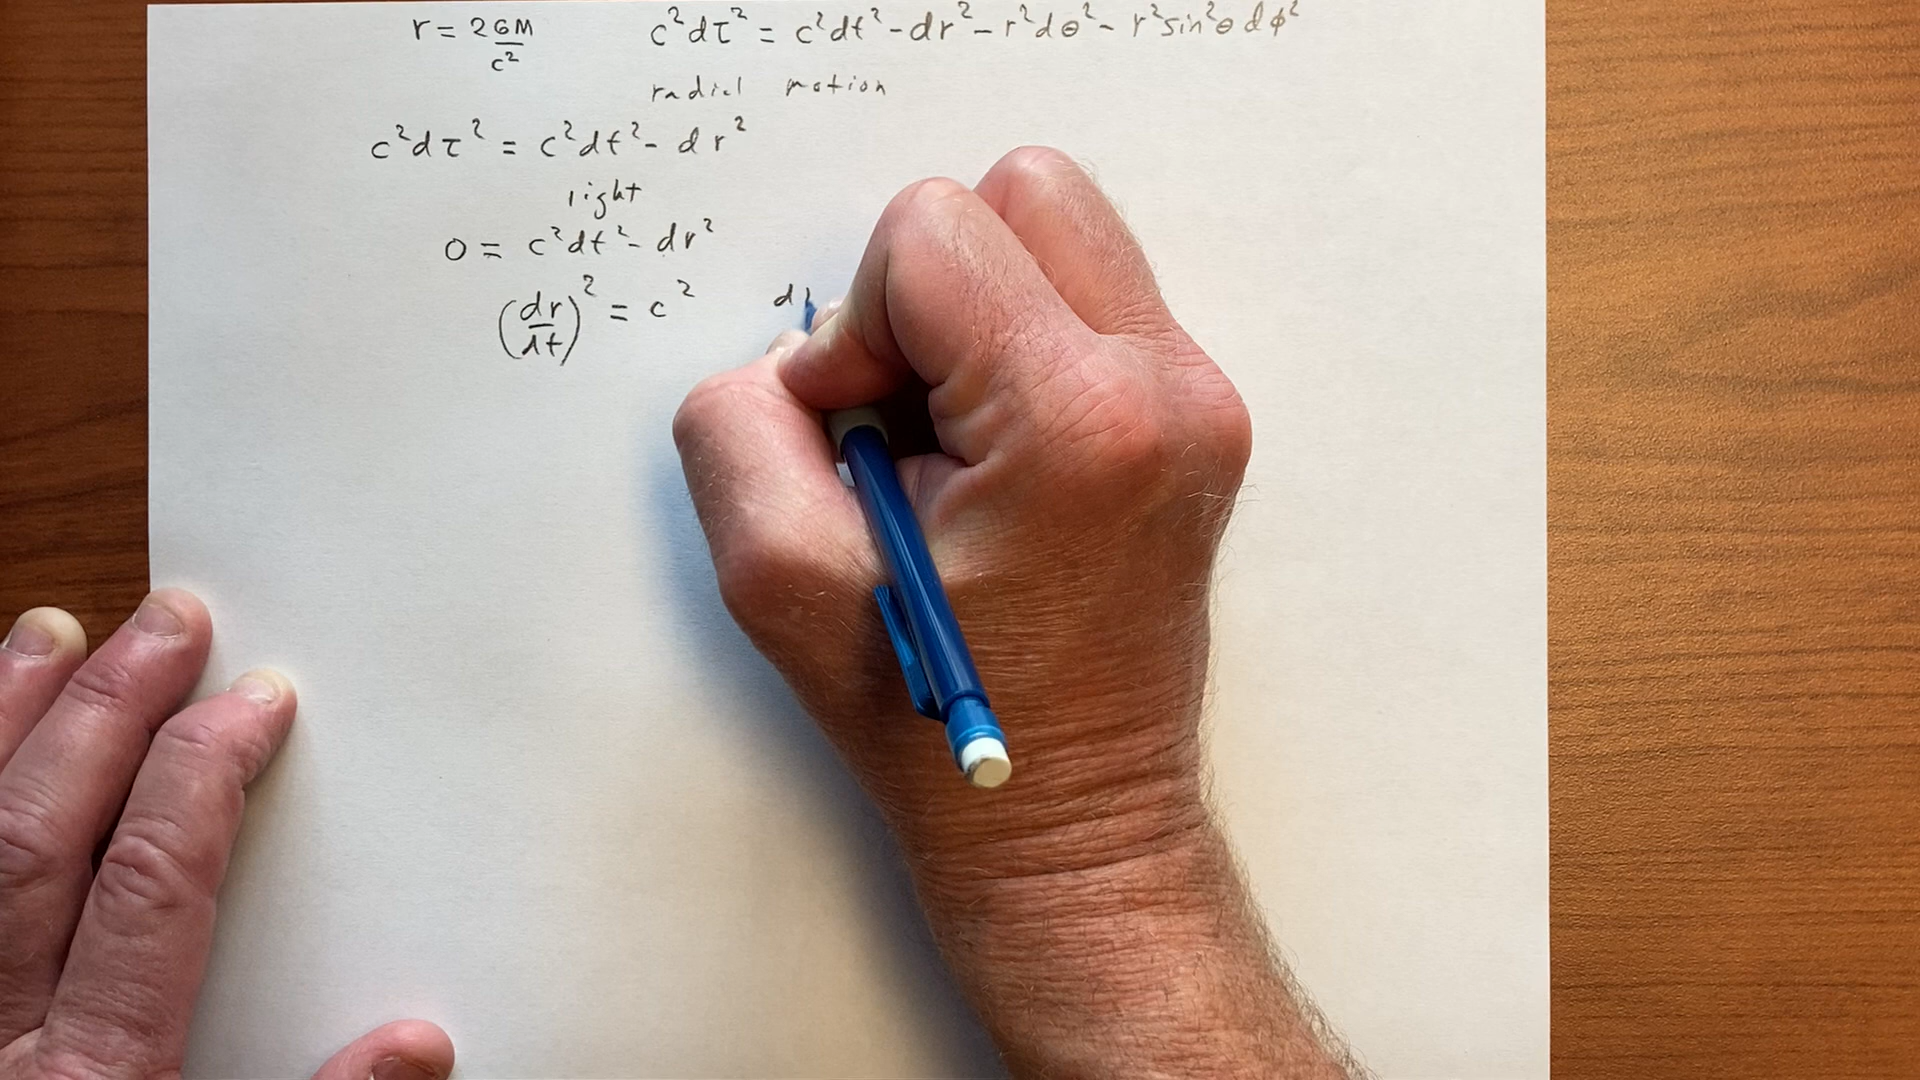 r = 2GM/c² c²dτ² = c²dt² - dr² - r²dθ² - r²sin²θ dϕ²
radial motion
c²dτ² = c²dt² - dr²
light
0 = c²dt² - dr²
(dr/dt)² = c² d